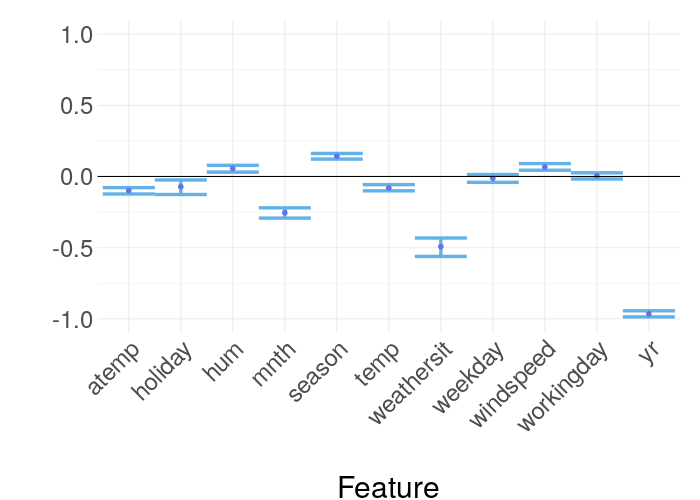 1.0
0.5
0.0
-0.5
-1.0
atemp
holiday
hum
mnth
season
temp
weathersit
weekday
windspeed
workingday
yr
Feature